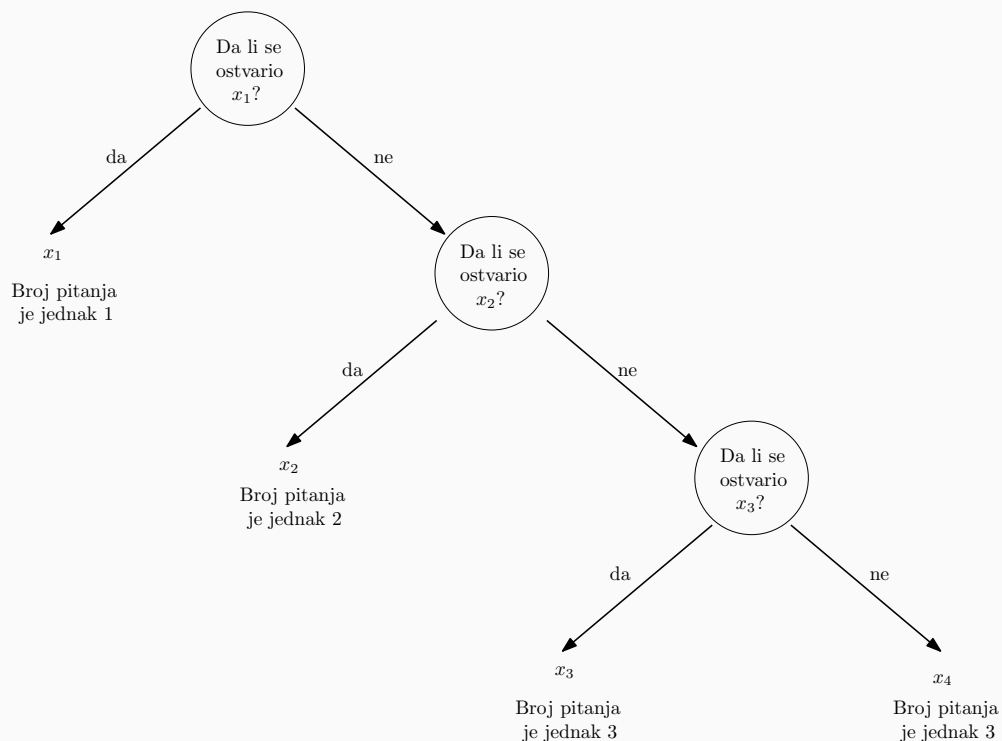 Da li se
ostvario
x₁?
da
ne
x₁
Broj pitanja
je jednak 1
Da li se
ostvario
x₂?
da
ne
x₂
Broj pitanja
je jednak 2
Da li se
ostvario
x₃?
da
ne
x₃
Broj pitanja
je jednak 3
x₄
Broj pitanja
je jednak 3